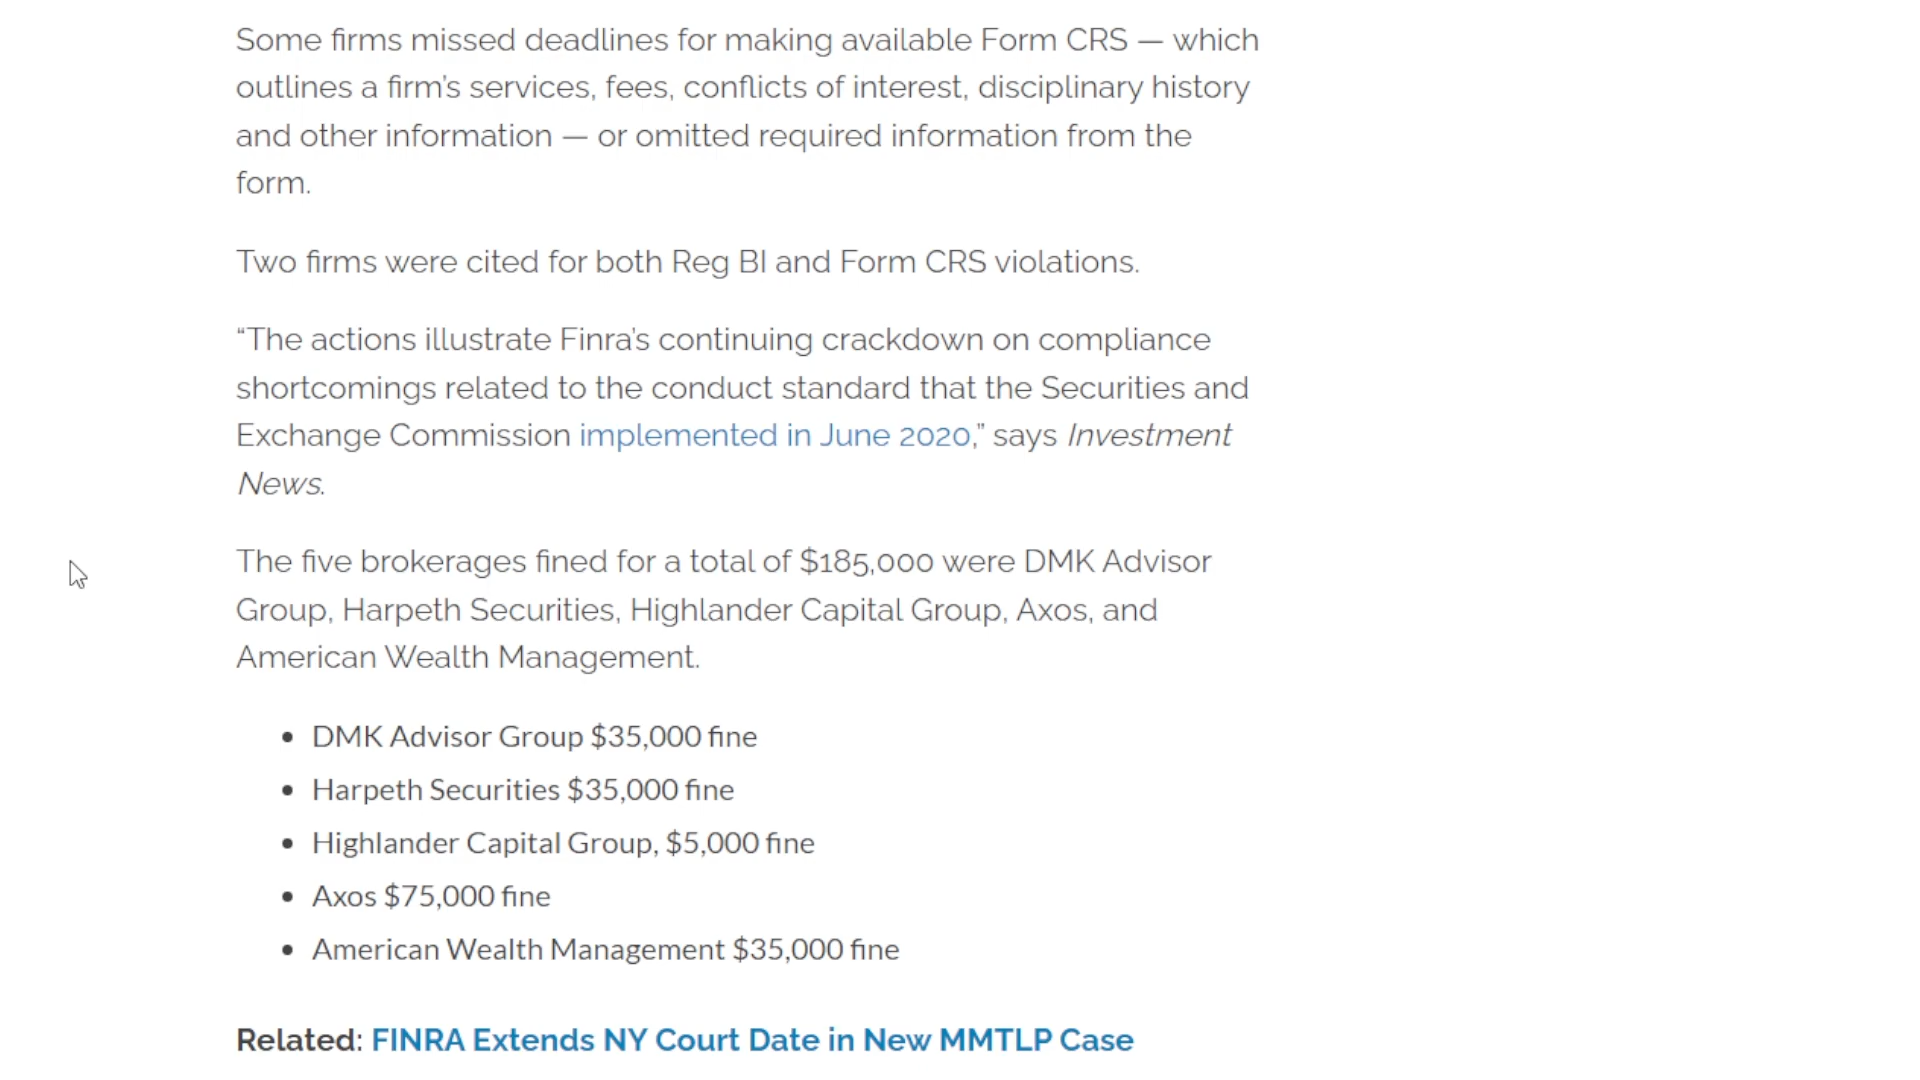 Some firms missed deadlines for making available Form CRS — which
outlines a firm's services, fees, conflicts of interest, disciplinary history
and other information — or omitted required information from the
form.
Two firms were cited for both Reg BI and Form CRS violations.
“The actions illustrate Finra's continuing crackdown on compliance
shortcomings related to the conduct standard that the Securities and
Exchange Commission implemented in June 2020,” says Investment
News.
The five brokerages fined for a total of $185,000 were DMK Advisor
Group, Harpeth Securities, Highlander Capital Group, Axos, and
American Wealth Management.
• DMK Advisor Group $35,000 fine
• Harpeth Securities $35,000 fine
• Highlander Capital Group, $5,000 fine
• Axos $75,000 fine
• American Wealth Management $35,000 fine
Related: FINRA Extends NY Court Date in New MMTLP Case